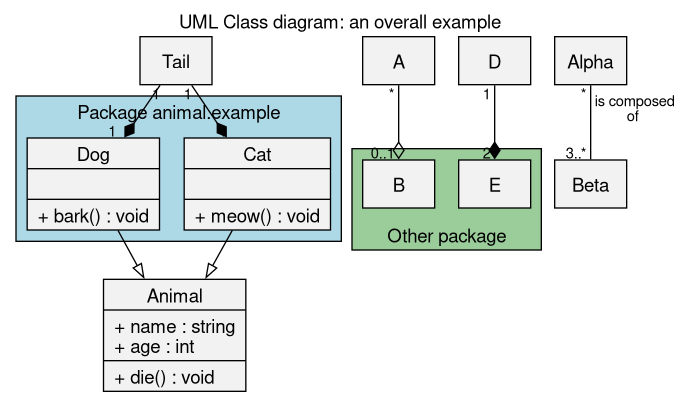 UML Class diagram: an overall example
Tail
A
D
Alpha
1
1
*
1
*
is composed
of
Package animal.example
1
0..1
2
3..*
Dog
+ bark() : void
Cat
+ meow() : void
B
E
Beta
Other package
Animal
+ name : string
+ age : int
+ die() : void